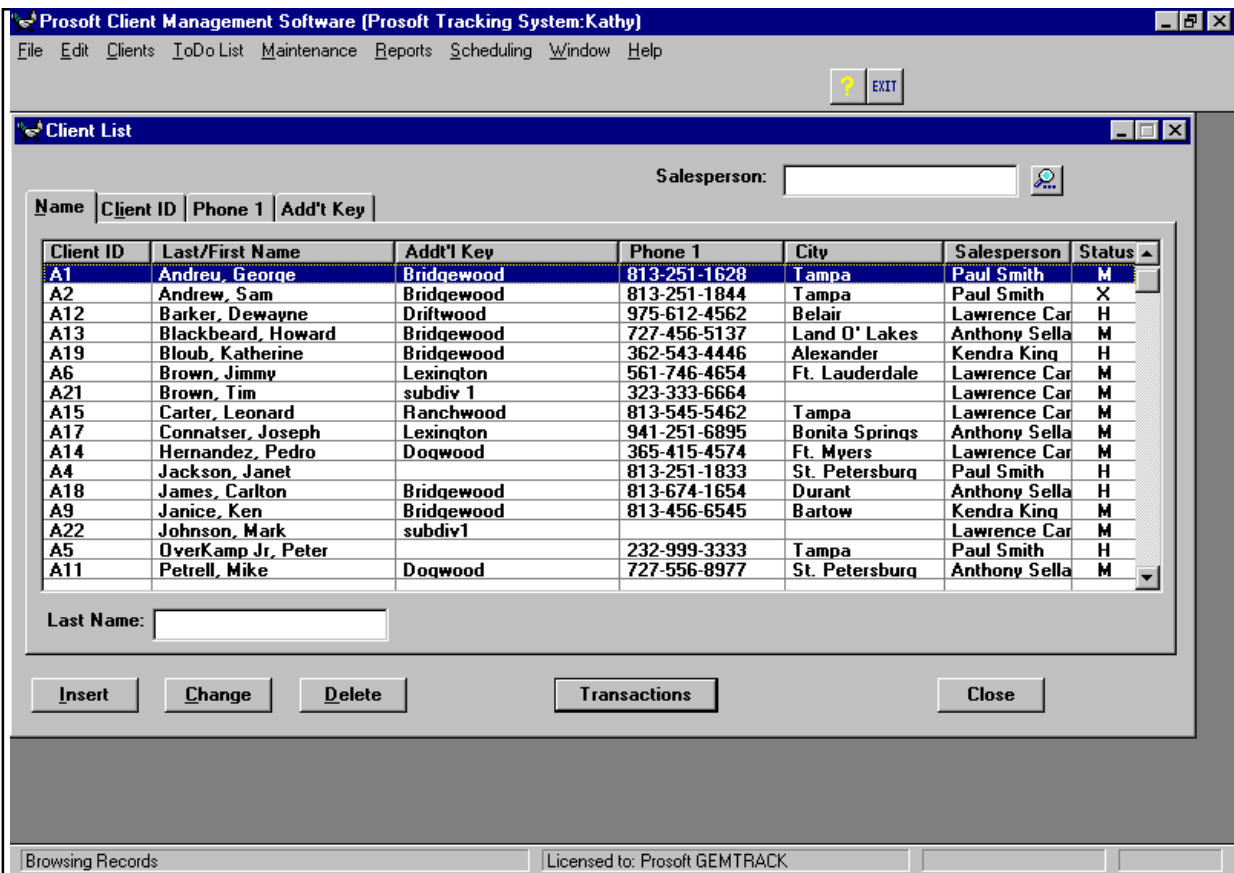 Prosoft Client Management Software (Prosoft Tracking System:Kathy)
File Edit Clients ToDo List Maintenance Reports Scheduling Window Help
? EXIT
Client List
Salesperson:
Name Client ID Phone 1 Add't Key
Client ID Last/First Name Addt'l Key Phone 1 City Salesperson Status
A1 Andreu, George Bridgewood 813-251-1628 Tampa Paul Smith M
A2 Andrew, Sam Bridgewood 813-251-1844 Tampa Paul Smith X
A12 Barker, Dewayne Driftwood 975-612-4562 Belair Lawrence Car H
A13 Blackbeard, Howard Bridgewood 727-456-5137 Land O' Lakes Anthony Sella M
A19 Bloub, Katherine Bridgewood 362-543-4446 Alexander Kendra King H
A6 Brown, Jimmy Lexington 561-746-4654 Ft. Lauderdale Lawrence Car M
A21 Brown, Tim subdiv 1 323-333-6664 Lawrence Car M
A15 Carter, Leonard Ranchwood 813-545-5462 Tampa Lawrence Car M
A17 Connatser, Joseph Lexington 941-251-6895 Bonita Springs Anthony Sella M
A14 Hernandez, Pedro Dogwood 365-415-4574 Ft. Myers Lawrence Car M
A4 Jackson, Janet 813-251-1833 St. Petersburg Paul Smith H
A18 James, Carlton Bridgewood 813-674-1654 Durant Anthony Sella H
A9 Janice, Ken Bridgewood 813-456-6545 Bartow Kendra King M
A22 Johnson, Mark subdiv1 Lawrence Car M
A5 OverKamp Jr, Peter 232-999-3333 Tampa Paul Smith H
A11 Petrell, Mike Dogwood 727-556-8977 St. Petersburg Anthony Sella M
Last Name:
Insert Change Delete Transactions Close
Browsing Records Licensed to: Prosoft GEMTRACK